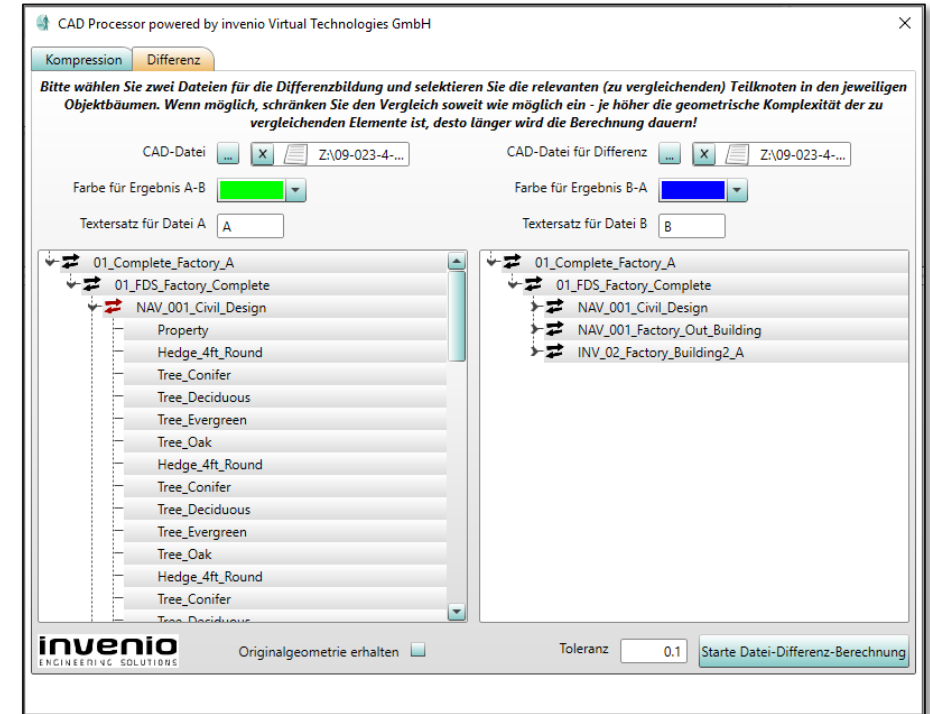 CAD Processor powered by invenio Virtual Technologies GmbH
Kompression Differenz
Bitte wählen Sie zwei Dateien für die Differenzbildung und selektieren Sie die relevanten (zu vergleichenden) Teilknoten in den jeweiligen
Objektbäumen. Wenn möglich, schränken Sie den Vergleich soweit wie möglich ein - je höher die geometrische Komplexität der zu
vergleichenden Elemente ist, desto länger wird die Berechnung dauern!
CAD-Datei ... X Z:\09-023-4-... CAD-Datei für Differenz ... X Z:\09-023-4-...
Farbe für Ergebnis A-B Farbe für Ergebnis B-A
Textersatz für Datei A A Textersatz für Datei B B
01_Complete_Factory_A
01_FDS_Factory_Complete
NAV_001_Civil_Design
Property
Hedge_4ft_Round
Tree_Conifer
Tree_Deciduous
Tree_Evergreen
Tree_Oak
Hedge_4ft_Round
Tree_Conifer
Tree_Deciduous
Tree_Evergreen
Tree_Oak
Hedge_4ft_Round
Tree_Conifer
Tree_Deciduous
01_Complete_Factory_A
01_FDS_Factory_Complete
NAV_001_Civil_Design
NAV_001_Factory_Out_Building
INV_02_Factory_Building2_A
invenio
ENGINEERING SOLUTIONS
Originalgeometrie erhalten Toleranz 0.1 Starte Datei-Differenz-Berechnung